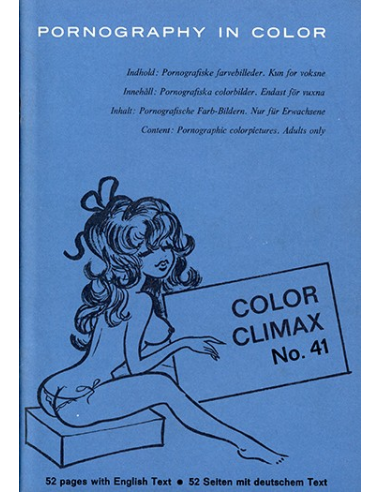 PORNOGRAPHY IN COLOR
Indhold: Pornografiske farvebilleder. Kun for voksne
Innehåll: Pornografiska colorbilder. Endast för vuxna
Inhalt: Pornografische Farb-Bildern. Nur für Erwachsene
Content: Pornographic colorpictures. Adults only
COLOR
CLIMAX
No. 41
52 pages with English Text • 52 Seiten mit deutschem Text